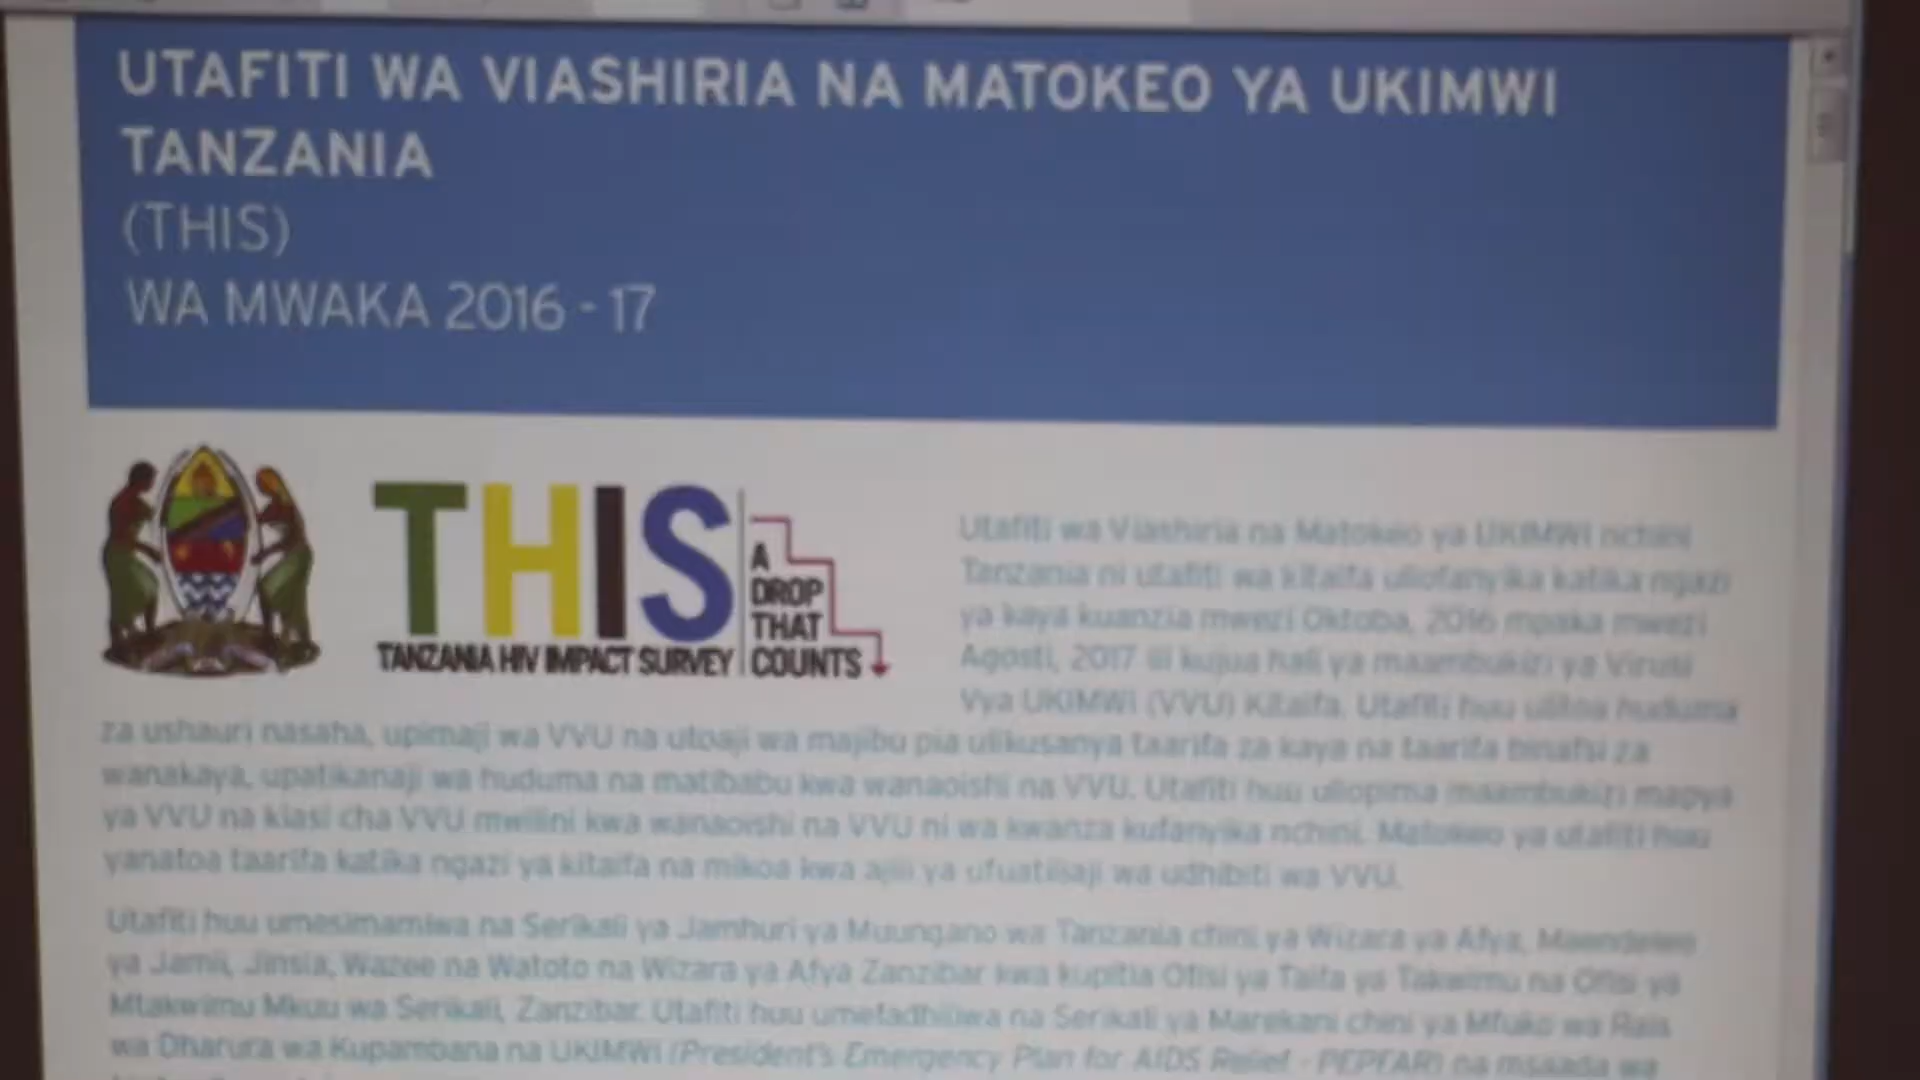 UTAFITI WA VIASHIRIA NA MATOKEO YA UKIMWI
TANZANIA
(THIS)
WA MWAKA 2016 - 17
THIS
TANZANIA HIV IMPACT SURVEY
A
DROP
THAT
COUNTS
Utafiti wa Viashiria na Matokeo ya UKIMWI nchini
Tanzania ni utafiti wa kitaifa uliofanyika katika ngazi
ya kaya kuanzia mwezi Oktoba, 2016 mpaka mwezi
Agosti, 2017 ili kujua hali ya maambukizi ya Virusi
Vya UKIMWI (VVU) Kitaifa. Utafiti huu ulitoa huduma
za ushauri nasaha, upimaji wa VVU na utoaji wa majibu pia ulikusanya taarifa za kaya na taarifa binafsi za
wanakaya, upatikanaji wa huduma na matibabu kwa wanaoishi na VVU. Utafiti huu uliopima maambukizi mapya
ya VVU na kiasi cha VVU mwilini kwa wanaoishi na VVU ni wa kwanza kufanyika nchini. Matokeo ya utafiti huu
yanatoa taarifa katika ngazi ya kitaifa na mikoa kwa ajili ya ufuatiliaji wa udhibiti wa VVU.
Utafiti huu umesimamiwa na Serikali ya Jamhuri ya Muungano wa Tanzania chini ya Wizara ya Afya, Maendeleo
ya Jamii, Jinsia, Wazee na Watoto na Wizara ya Afya Zanzibar kwa kupitia Ofisi ya Taifa ya Takwimu na Ofisi ya
Mtakwimu Mkuu wa Serikali, Zanzibar. Utafiti huu umefadhiliwa na Serikali ya Marekani chini ya Mfuko wa Rais
wa Dharura wa Kupambana na UKIMWI (President's Emergency Plan for AIDS Relief - PEPFAR) na msaada wa